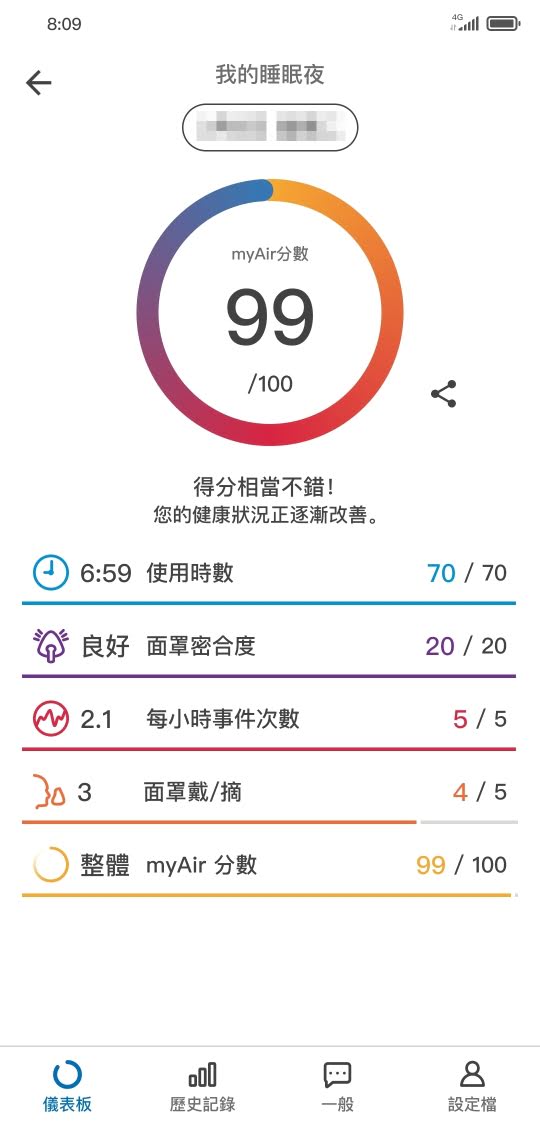 8:09
4G
我的睡眠夜
myAir分數
99
/100
得分相當不錯！
您的健康狀況正逐漸改善。
6:59 使用時數 70 / 70
良好 面罩密合度 20 / 20
2.1 每小時事件次數 5 / 5
3 面罩戴/摘 4 / 5
整體 myAir 分數 99 / 100
儀表板 歷史記錄 一般 設定檔